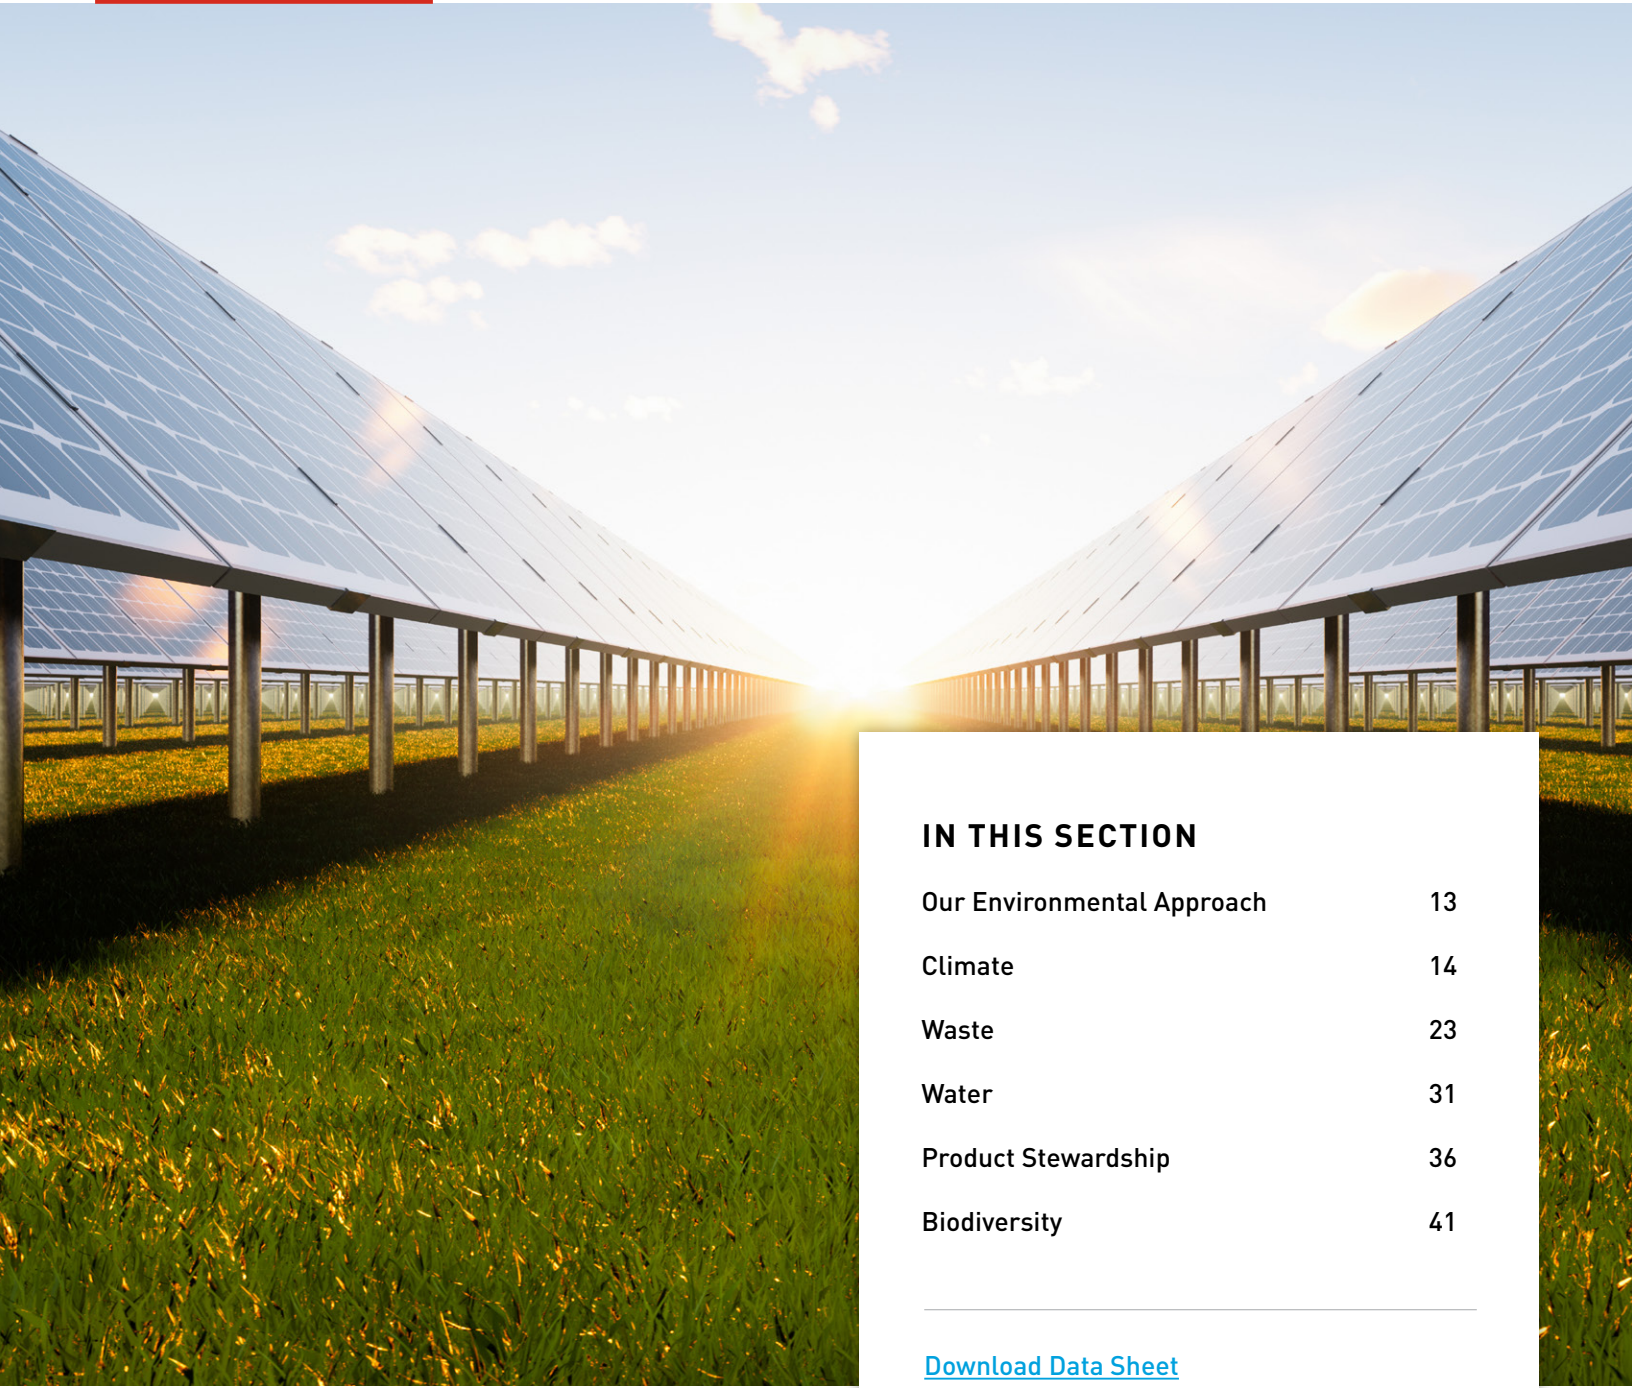 IN THIS SECTION
Our Environmental Approach 13
Climate 14
Waste 23
Water 31
Product Stewardship 36
Biodiversity 41
Download Data Sheet